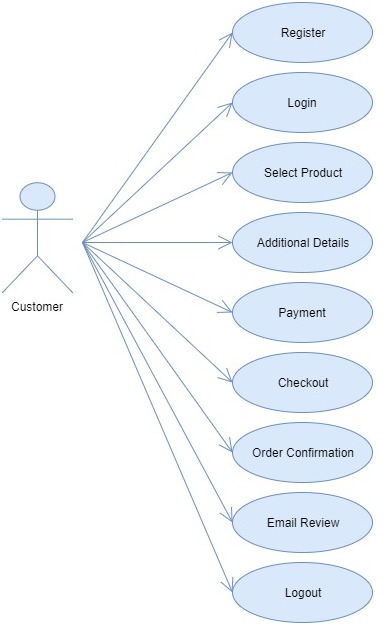 Register
Login
Select Product
Additional Details
Customer
Payment
Checkout
Order Confirmation
Email Review
Logout